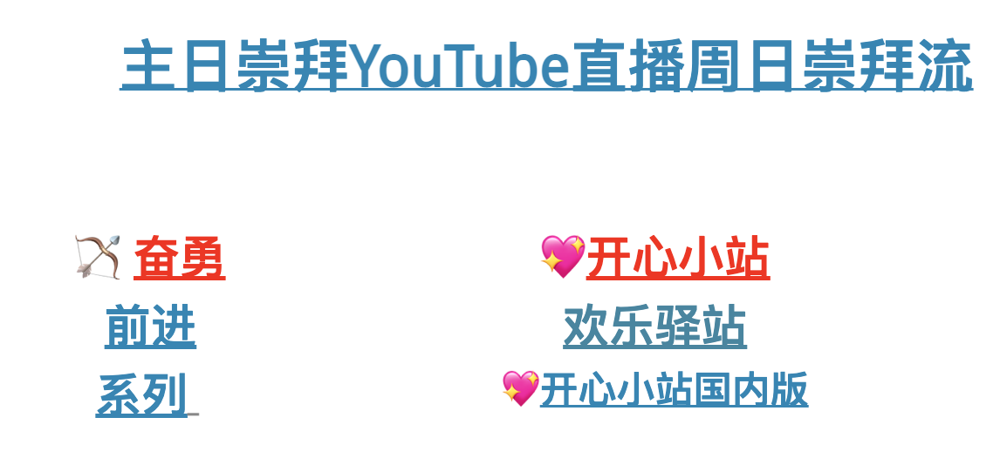 主日崇拜YouTube直播周日崇拜流
🏹 奋勇
前进
系列_
💖开心小站
欢乐驿站
💖开心小站国内版